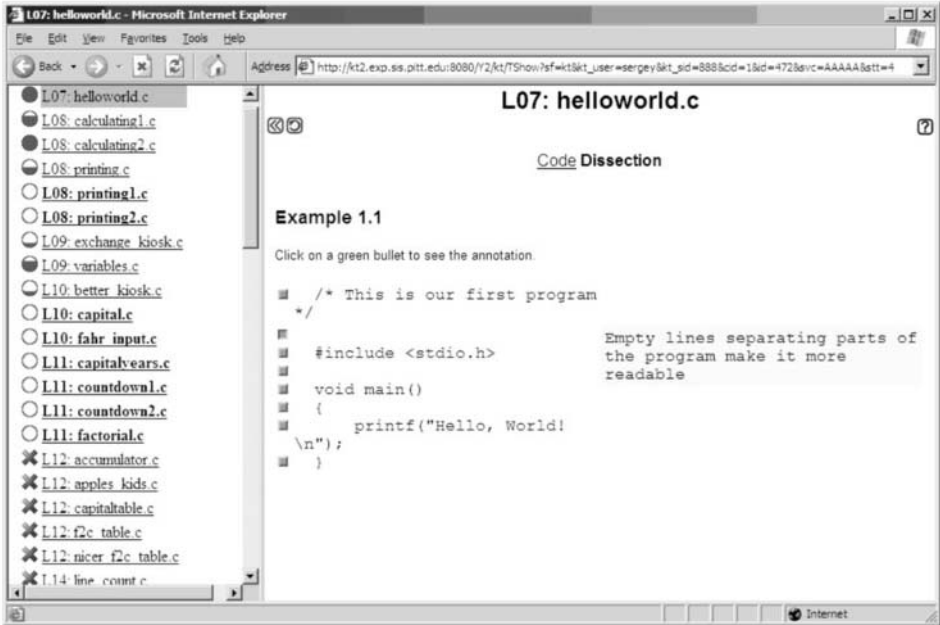 L07: helloworld.c - Microsoft Internet Explorer
File Edit View Favorites Tools Help
Back Address http://kt2.exp.sis.pitt.edu:8080/Y2/kt/TShow?sf=kt&kt_user=sergey&kt_sid=888&cid=1&id=472&svc=AAAAA&stt=4
L07: helloworld.c
L08: calculating1.c
L08: calculating2.c
L08: printing.c
L08: printing1.c
L08: printing2.c
L09: exchange_kiosk.c
L09: variables.c
L10: better_kiosk.c
L10: capital.c
L10: fahr_input.c
L11: capitalyears.c
L11: countdown1.c
L11: countdown2.c
L11: factorial.c
L12: accumulator.c
L12: apples_kids.c
L12: capitaltable.c
L12: f2c_table.c
L12: nicer_f2c_table.c
L14: line_count.c
L07: helloworld.c
?
Code Dissection
Example 1.1
Click on a green bullet to see the annotation.
/* This is our first program
*/
#include <stdio.h>
void main()
{
printf("Hello, World!
\n");
}
Empty lines separating parts of
the program make it more
readable
Internet